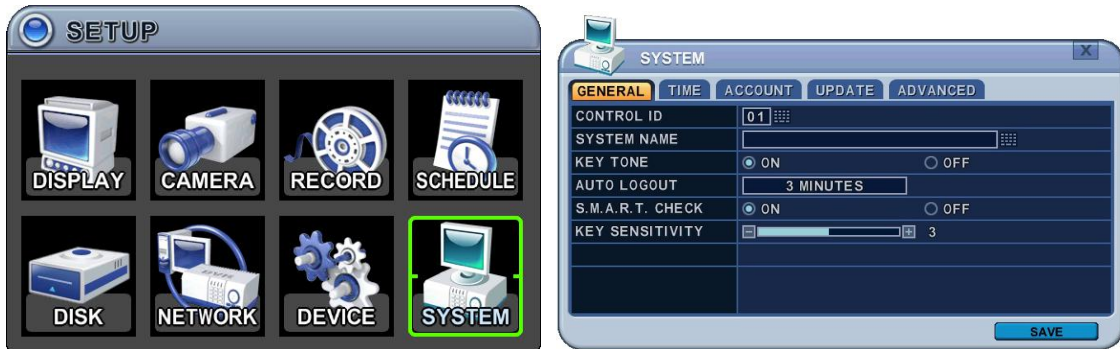 SETUP
DISPLAY CAMERA RECORD SCHEDULE
DISK NETWORK DEVICE SYSTEM
SYSTEM X
GENERAL TIME ACCOUNT UPDATE ADVANCED
CONTROL ID 01
SYSTEM NAME
KEY TONE ON OFF
AUTO LOGOUT 3 MINUTES
S.M.A.R.T. CHECK ON OFF
KEY SENSITIVITY 3
SAVE